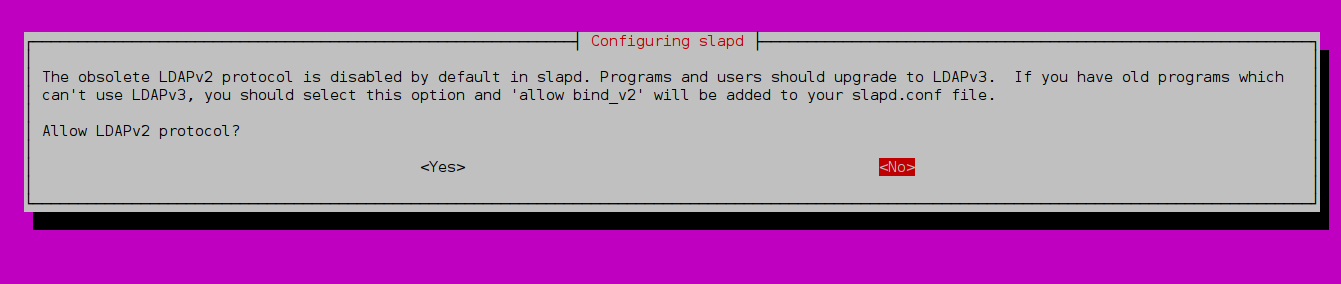 Configuring slapd
The obsolete LDAPv2 protocol is disabled by default in slapd. Programs and users should upgrade to LDAPv3.  If you have old programs which
can't use LDAPv3, you should select this option and 'allow bind_v2' will be added to your slapd.conf file.
Allow LDAPv2 protocol?
<Yes> <No>